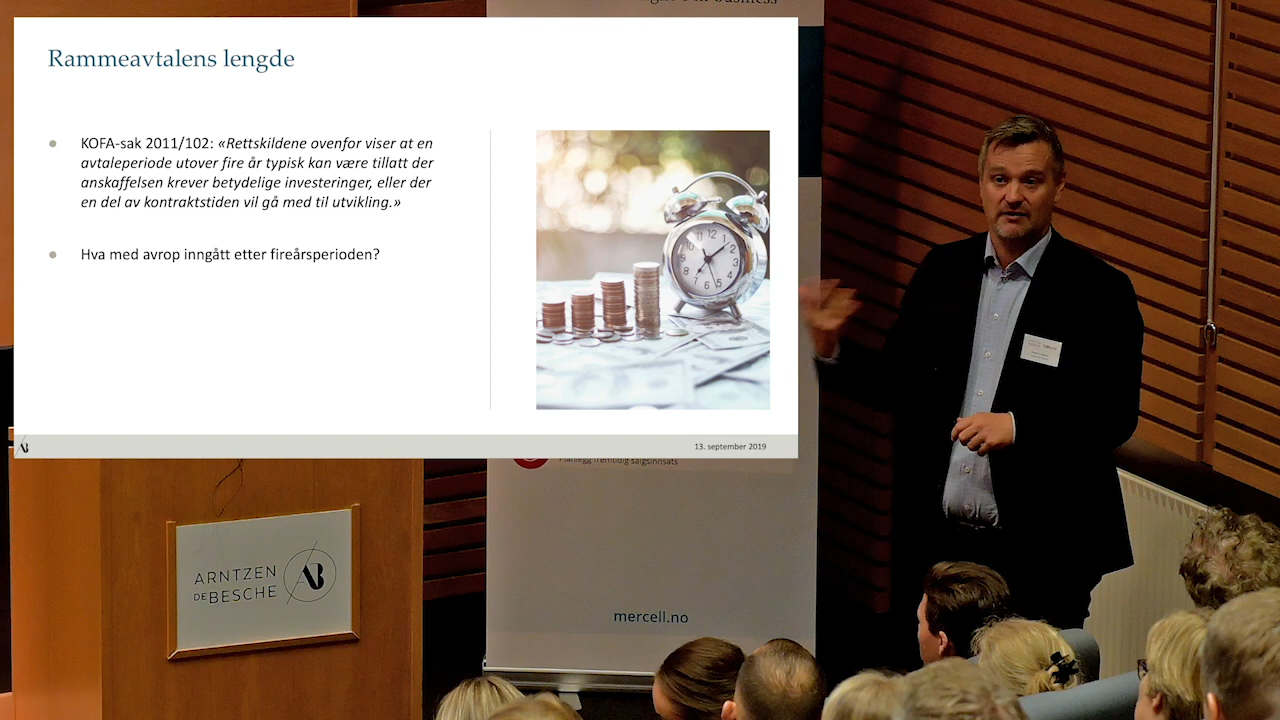 Rammeavtalens lengde
KOFA-sak 2011/102: «Rettskildene ovenfor viser at en
avtaleperiode utover fire år typisk kan være tillatt der
anskaffelsen krever betydelige investeringer, eller der
en del av kontraktstiden vil gå med til utvikling.»
Hva med avrop inngått etter fireårsperioden?
13. september 2019
fremtidig salgsinnsats
ARNTZEN
DE BESCHE
mercell.no